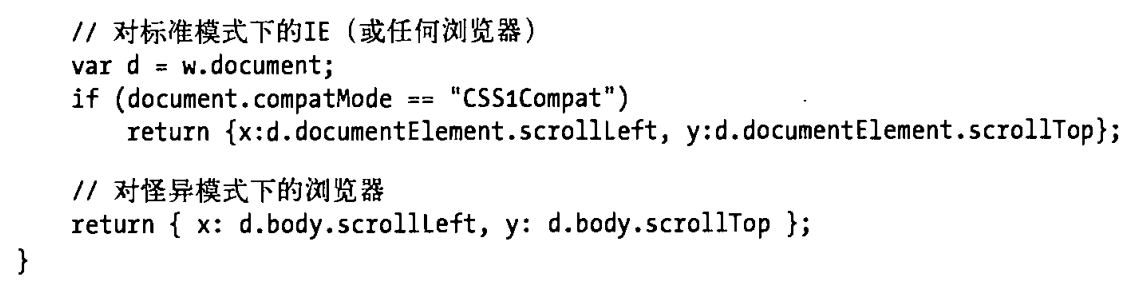 // 对标准模式下的IE（或任何浏览器）
var d = w.document;
if (document.compatMode == "CSS1Compat")
return {x:d.documentElement.scrollLeft, y:d.documentElement.scrollTop};
// 对怪异模式下的浏览器
return { x: d.body.scrollLeft, y: d.body.scrollTop };
}